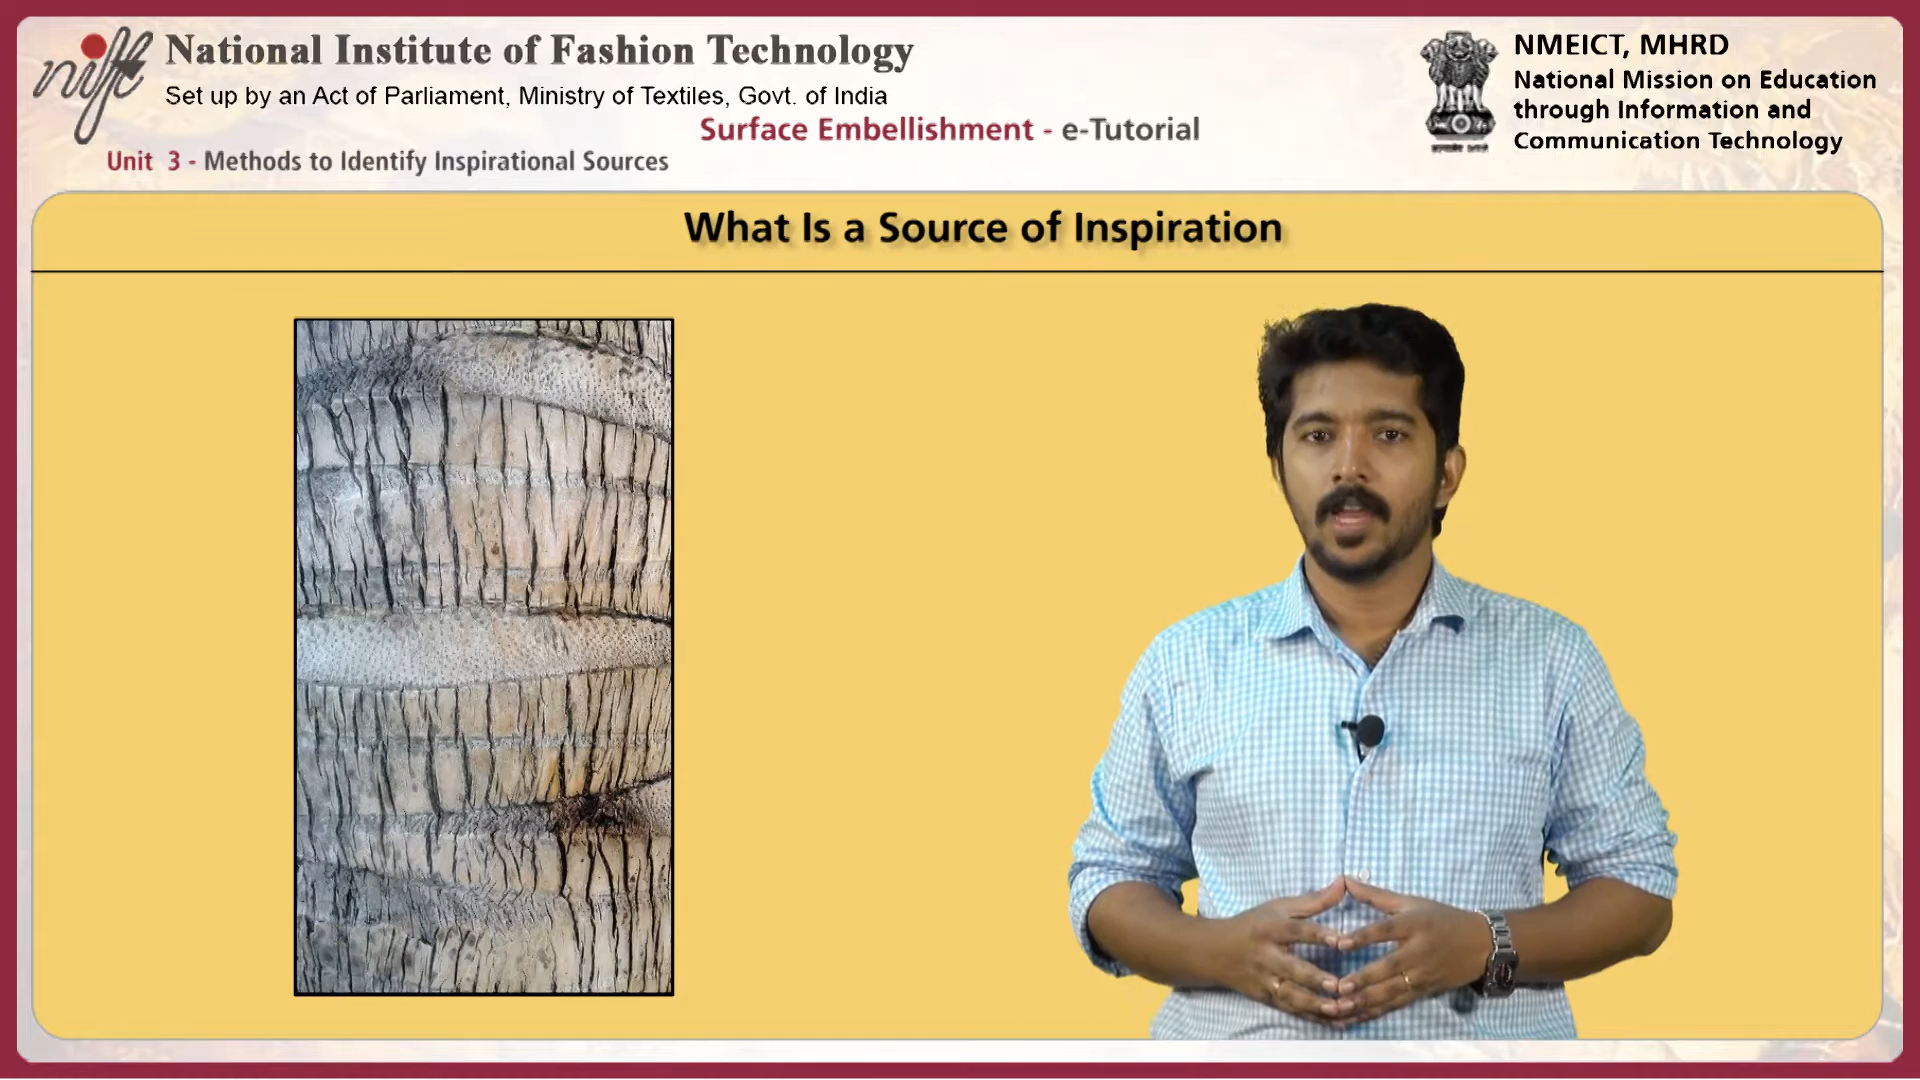 nift
National Institute of Fashion Technology
Set up by an Act of Parliament, Ministry of Textiles, Govt. of India
NMEICT, MHRD
National Mission on Education
through Information and
Communication Technology
Surface Embellishment - e-Tutorial
Unit 3 - Methods to Identify Inspirational Sources
What Is a Source of Inspiration